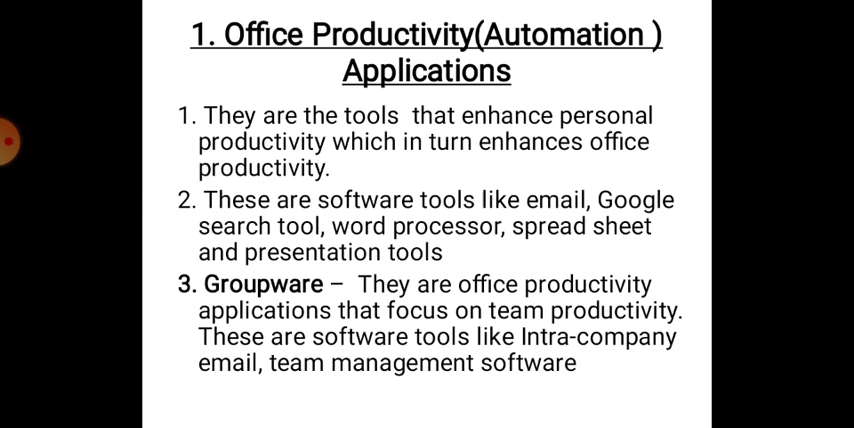 1. Office Productivity(Automation )
Applications
1. They are the tools  that enhance personal
productivity which in turn enhances office
productivity.
2. These are software tools like email, Google
search tool, word processor, spread sheet
and presentation tools
3. Groupware –  They are office productivity
applications that focus on team productivity.
These are software tools like Intra-company
email, team management software